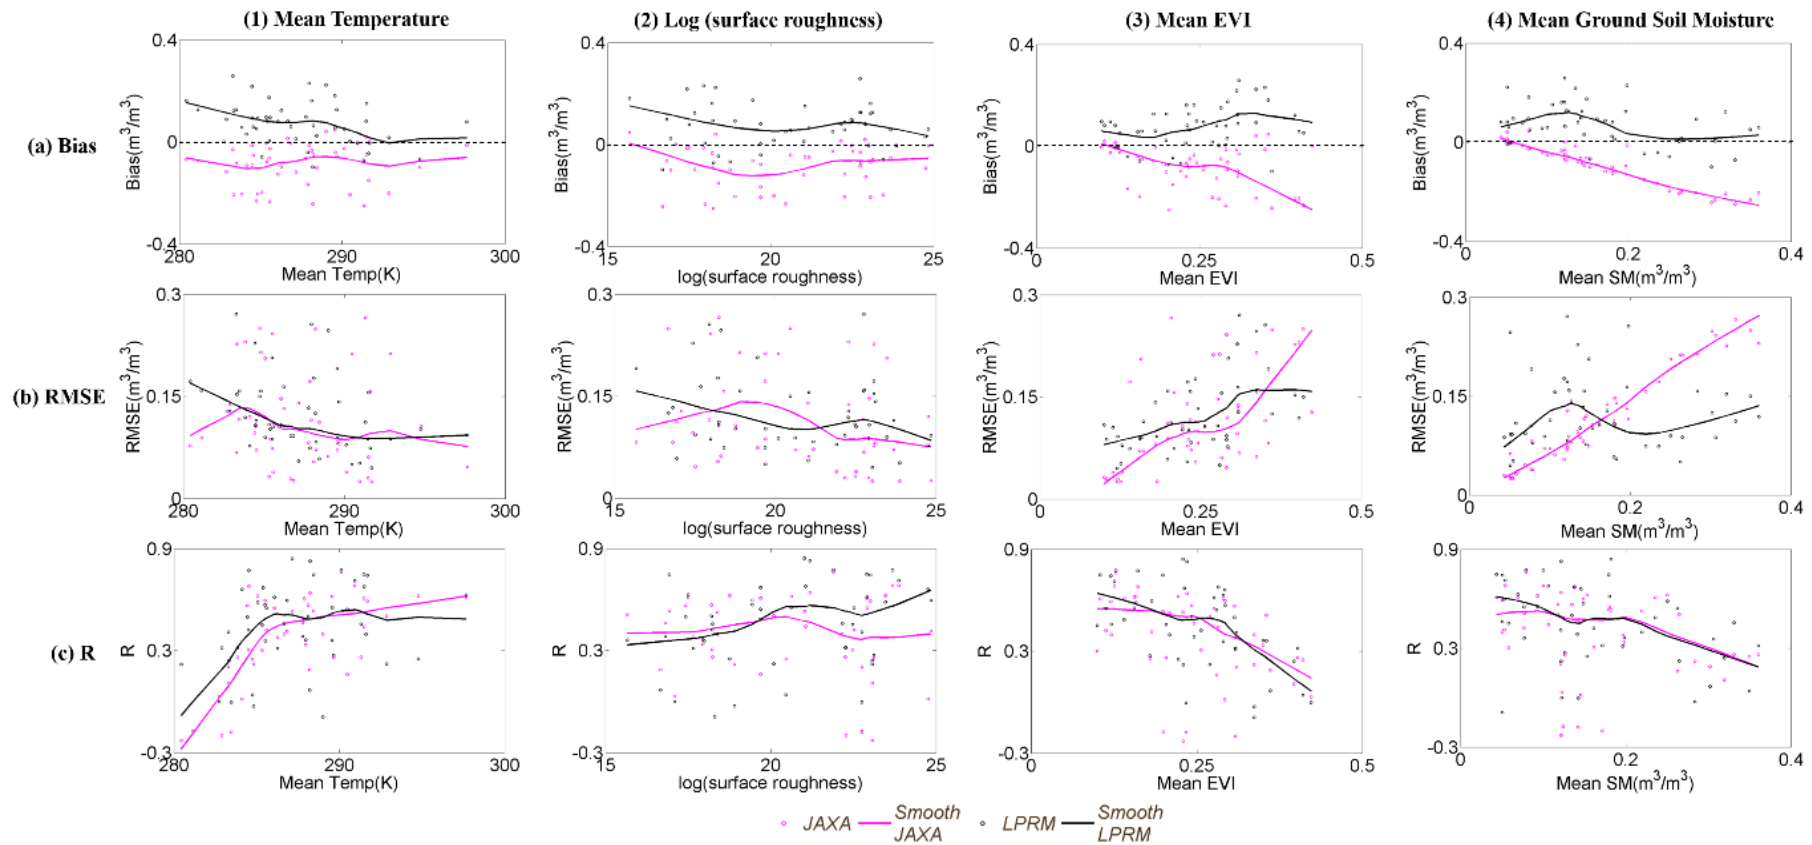 (1) Mean Temperature
(2) Log (surface roughness)
(3) Mean EVI
(4) Mean Ground Soil Moisture
(a) Bias
Bias(m³/m³)
0.4
0
-0.4
280
290
300
Mean Temp(K)
Bias(m³/m³)
0.4
0
-0.4
15
20
25
log(surface roughness)
Bias(m³/m³)
0.4
0
-0.4
0
0.25
0.5
Mean EVI
Bias(m³/m³)
0.4
0
-0.4
0
0.2
0.4
Mean SM(m³/m³)
(b) RMSE
RMSE(m³/m³)
0.3
0.15
0
280
290
300
Mean Temp(K)
RMSE(m³/m³)
0.3
0.15
0
15
20
25
log(surface roughness)
RMSE(m³/m³)
0.3
0.15
0
0
0.25
0.5
Mean EVI
RMSE(m³/m³)
0.3
0.15
0
0
0.2
0.4
Mean SM(m³/m³)
(c) R
R
0.9
0.3
-0.3
280
290
300
Mean Temp(K)
R
0.9
0.3
-0.3
15
20
25
log(surface roughness)
R
0.9
0.3
-0.3
0
0.25
0.5
Mean EVI
R
0.9
0.3
-0.3
0
0.2
0.4
Mean SM(m³/m³)
JAXA
Smooth
JAXA
LPRM
Smooth
LPRM